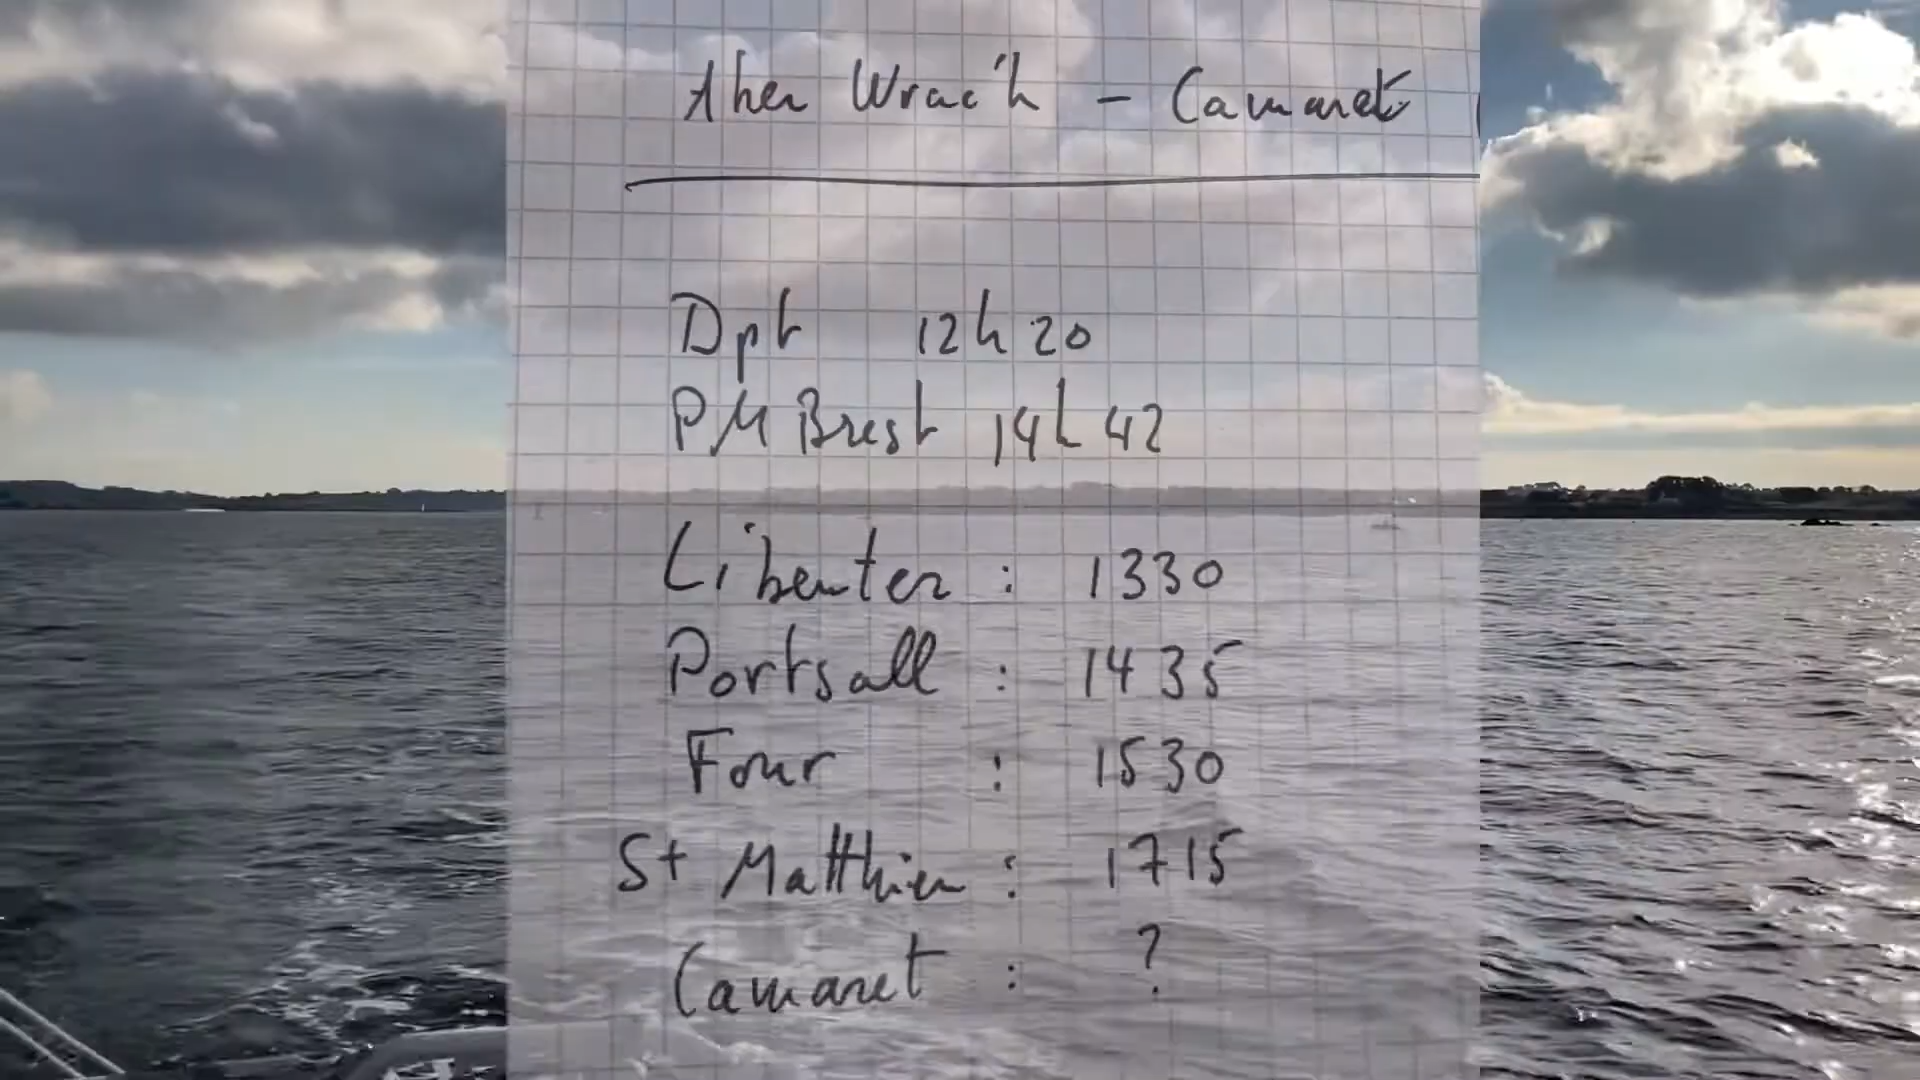 Aber Wrac'h - Camaret
Dpt 12h20
PM Brest 14h42
Libenter : 1330
Portsall : 1435
Four : 1530
St Matthieu : 1715
Camaret : ?